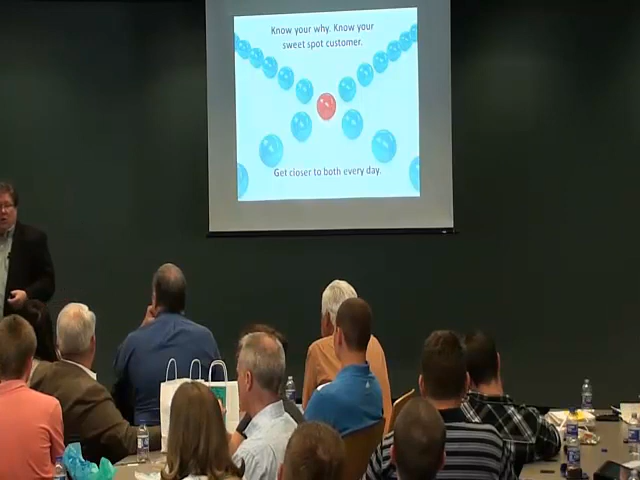 Know your why. Know your
sweet spot customer.
Get closer to both every day.